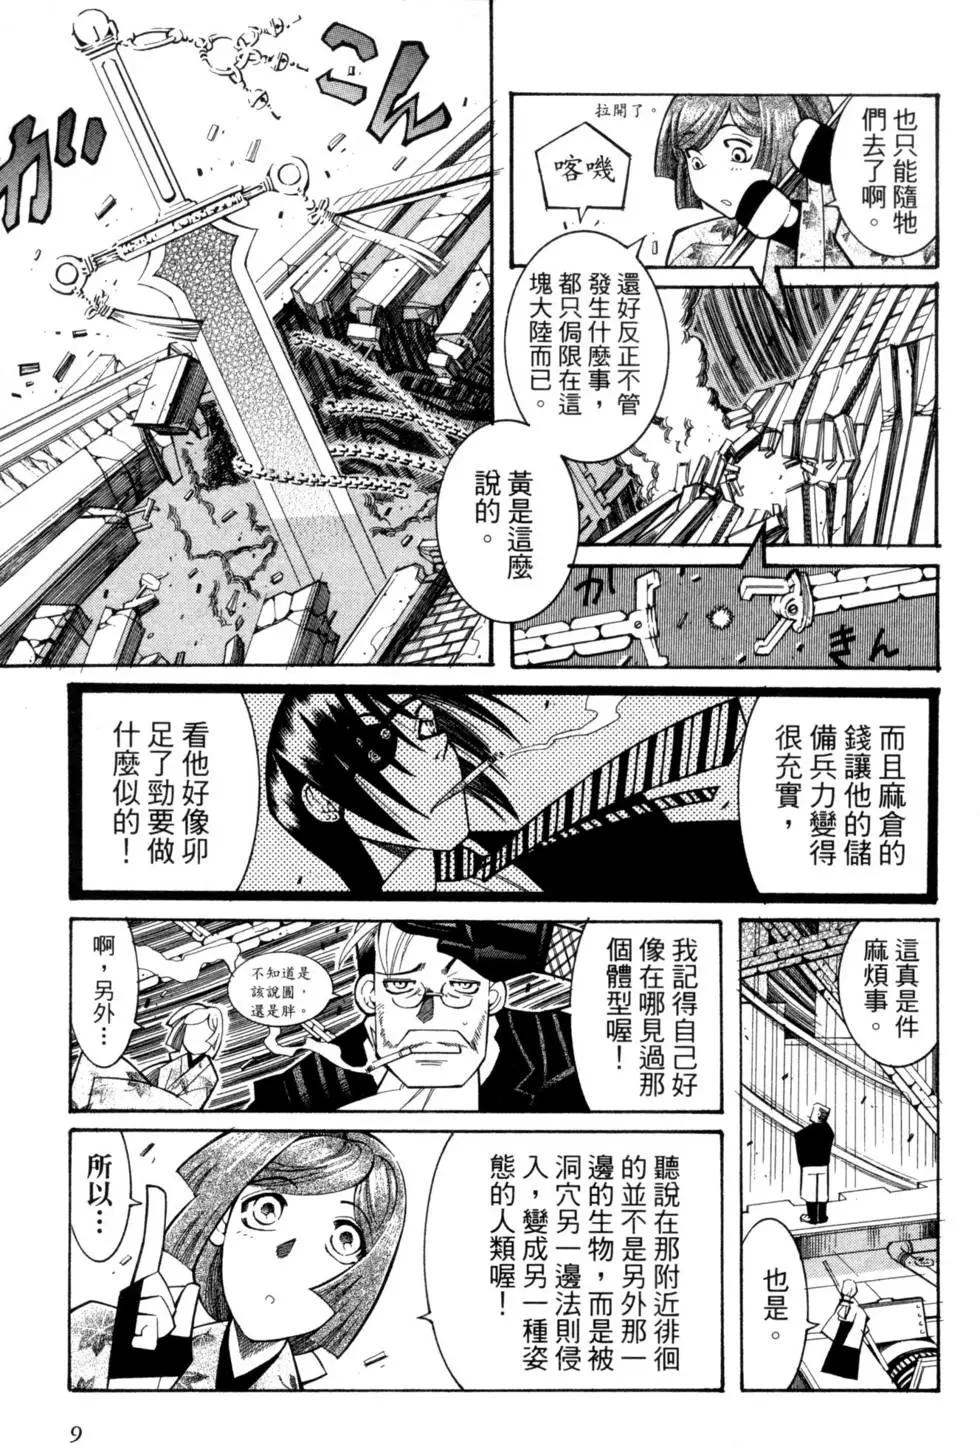 也只能隨牠
們去了啊。
拉開了。
喀嘰
還好反正不管
發生什麼事，
都只侷限在這
塊大陸而已。
黃是這麼
說的。
がきん
ガこん
而且麻倉的
錢讓他的儲
備兵力變得
很充實，
看他好像卯
足了勁要做
什麼似的！
這真是件
麻煩事。
也是。
我記得自己好
像在哪見過那
個體型喔！
不知道是
該說圓，
還是胖。
啊，另外…
聽說在那附近徘徊
的並不是另外那一
邊的生物，而是被
洞穴另一邊法則侵
入，變成另一種姿
態的人類喔！
所以…
9